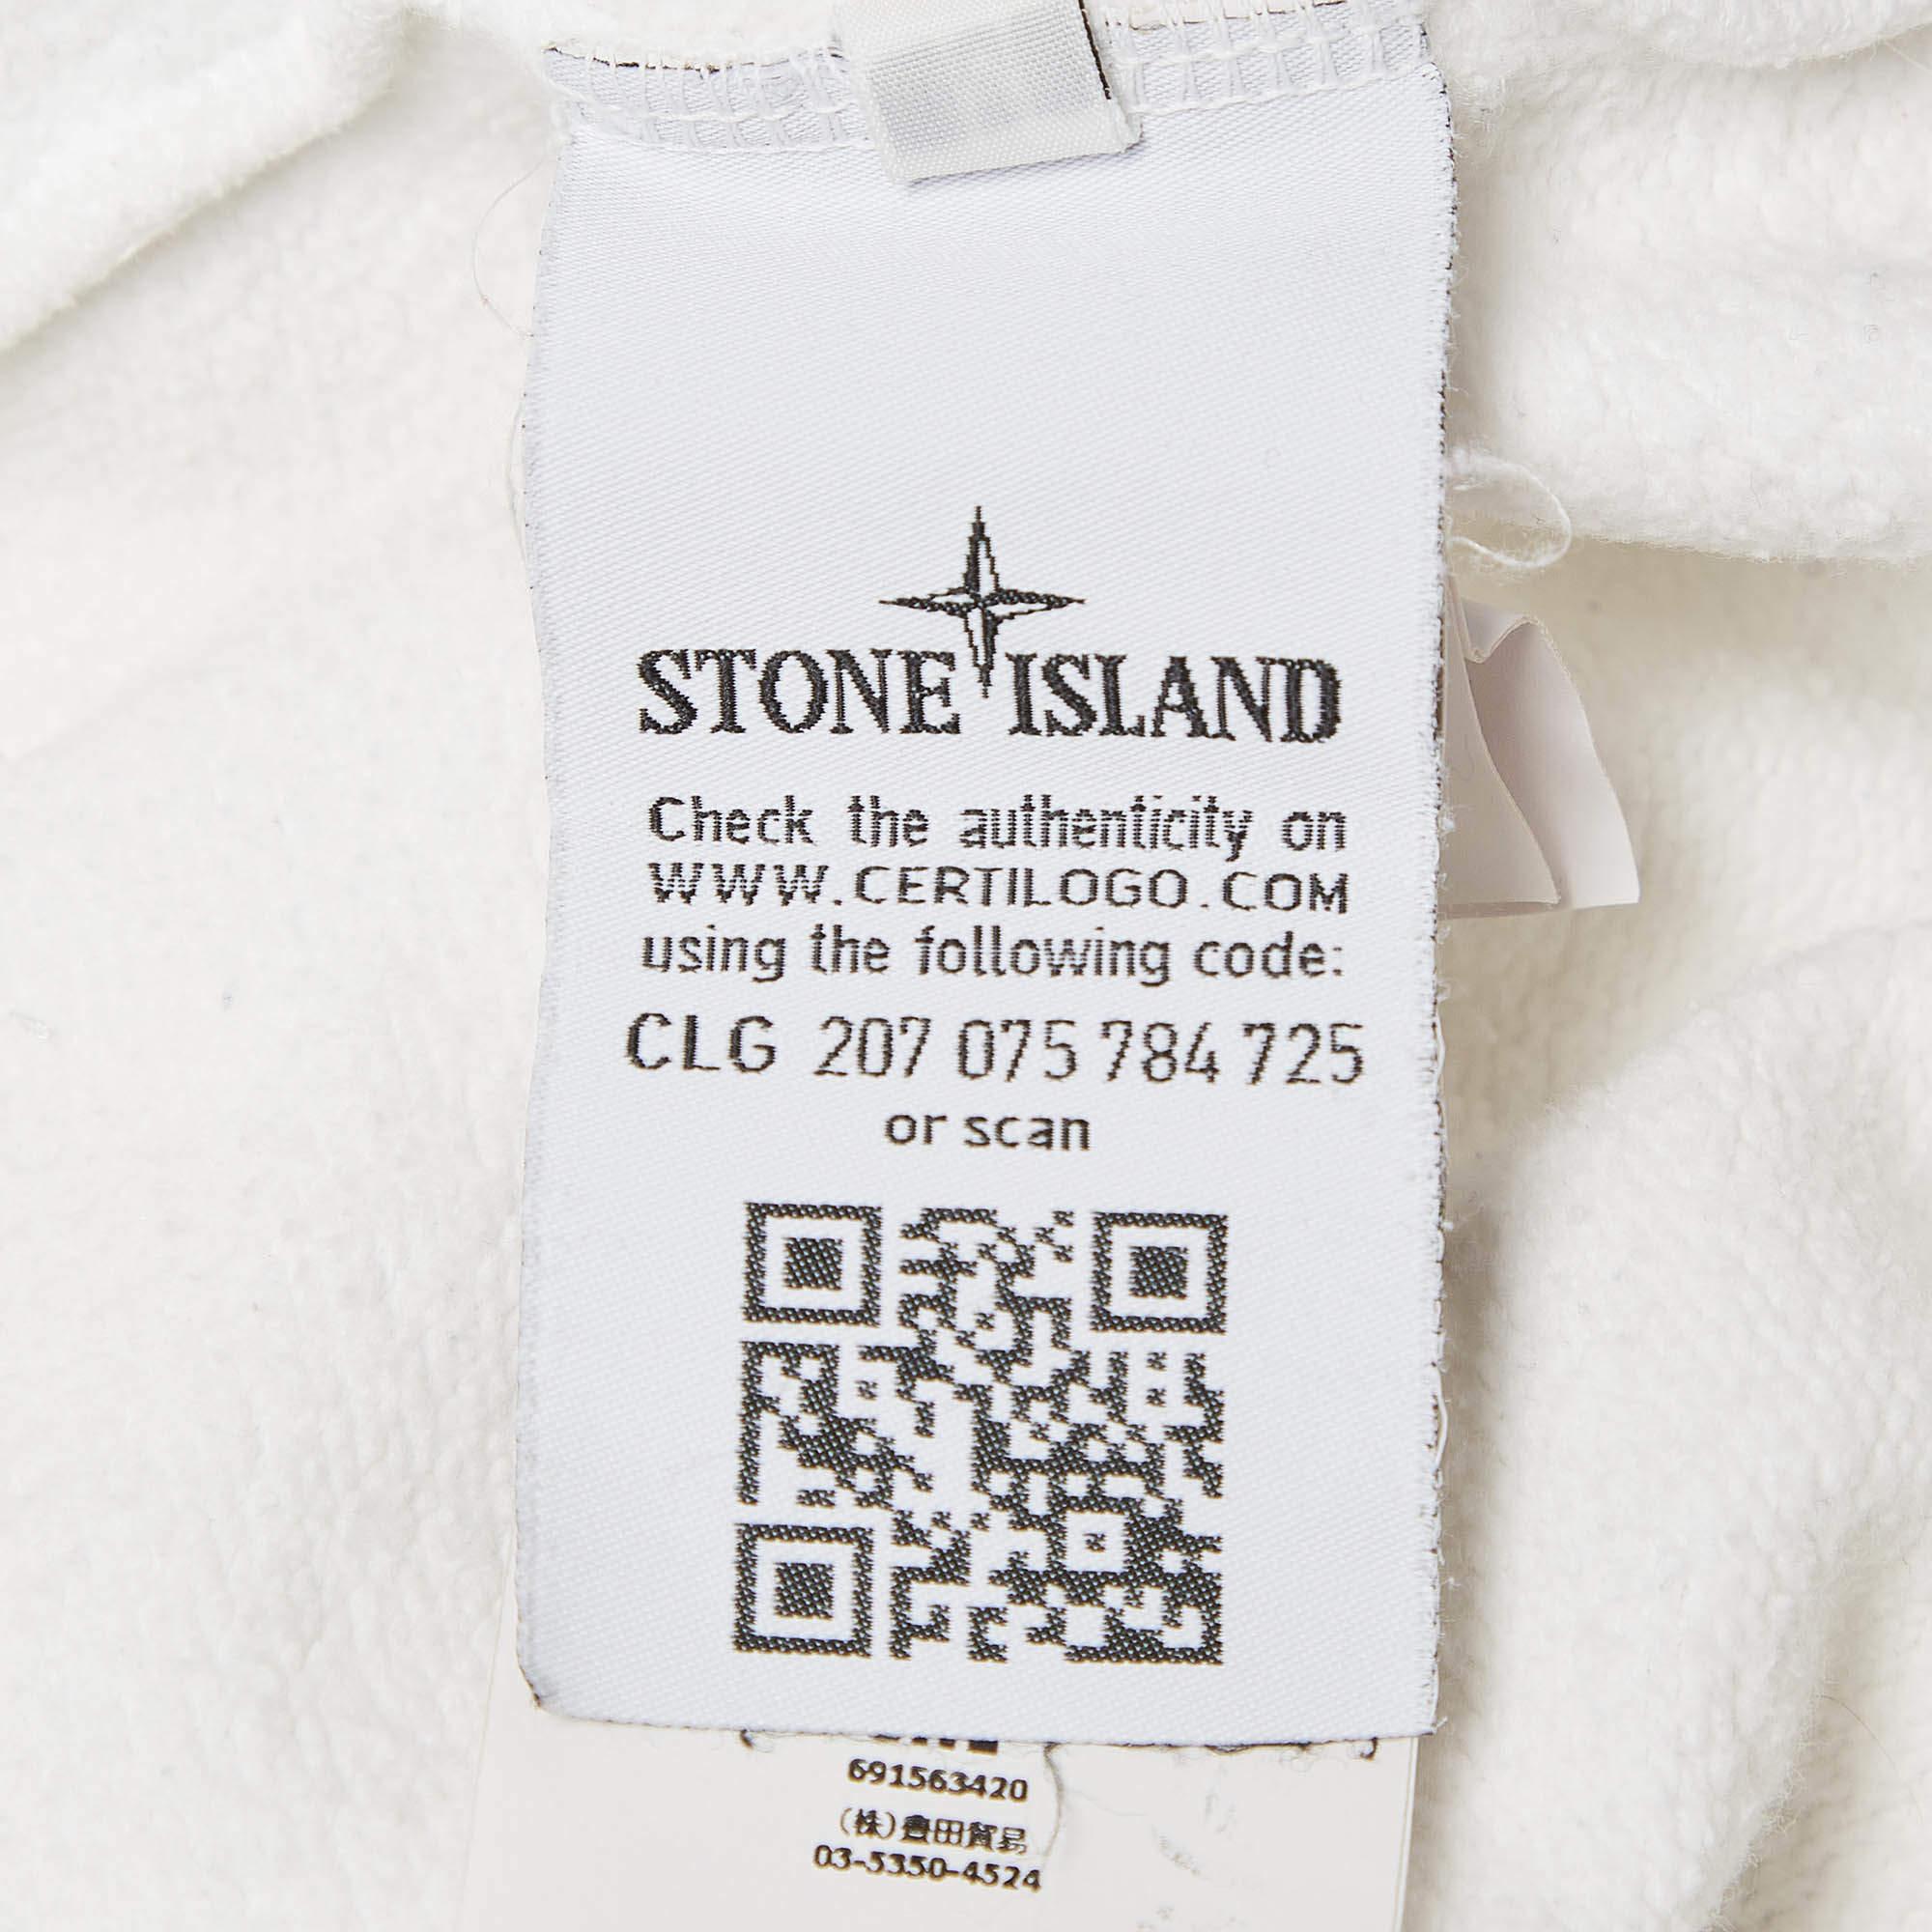 STONE ISLAND
Check the authenticity on
WWW.CERTILOGO.COM
using the following code:
CLG 207 075 784 725
or scan
691563420
(株)豊田貿易
03-5350-4524